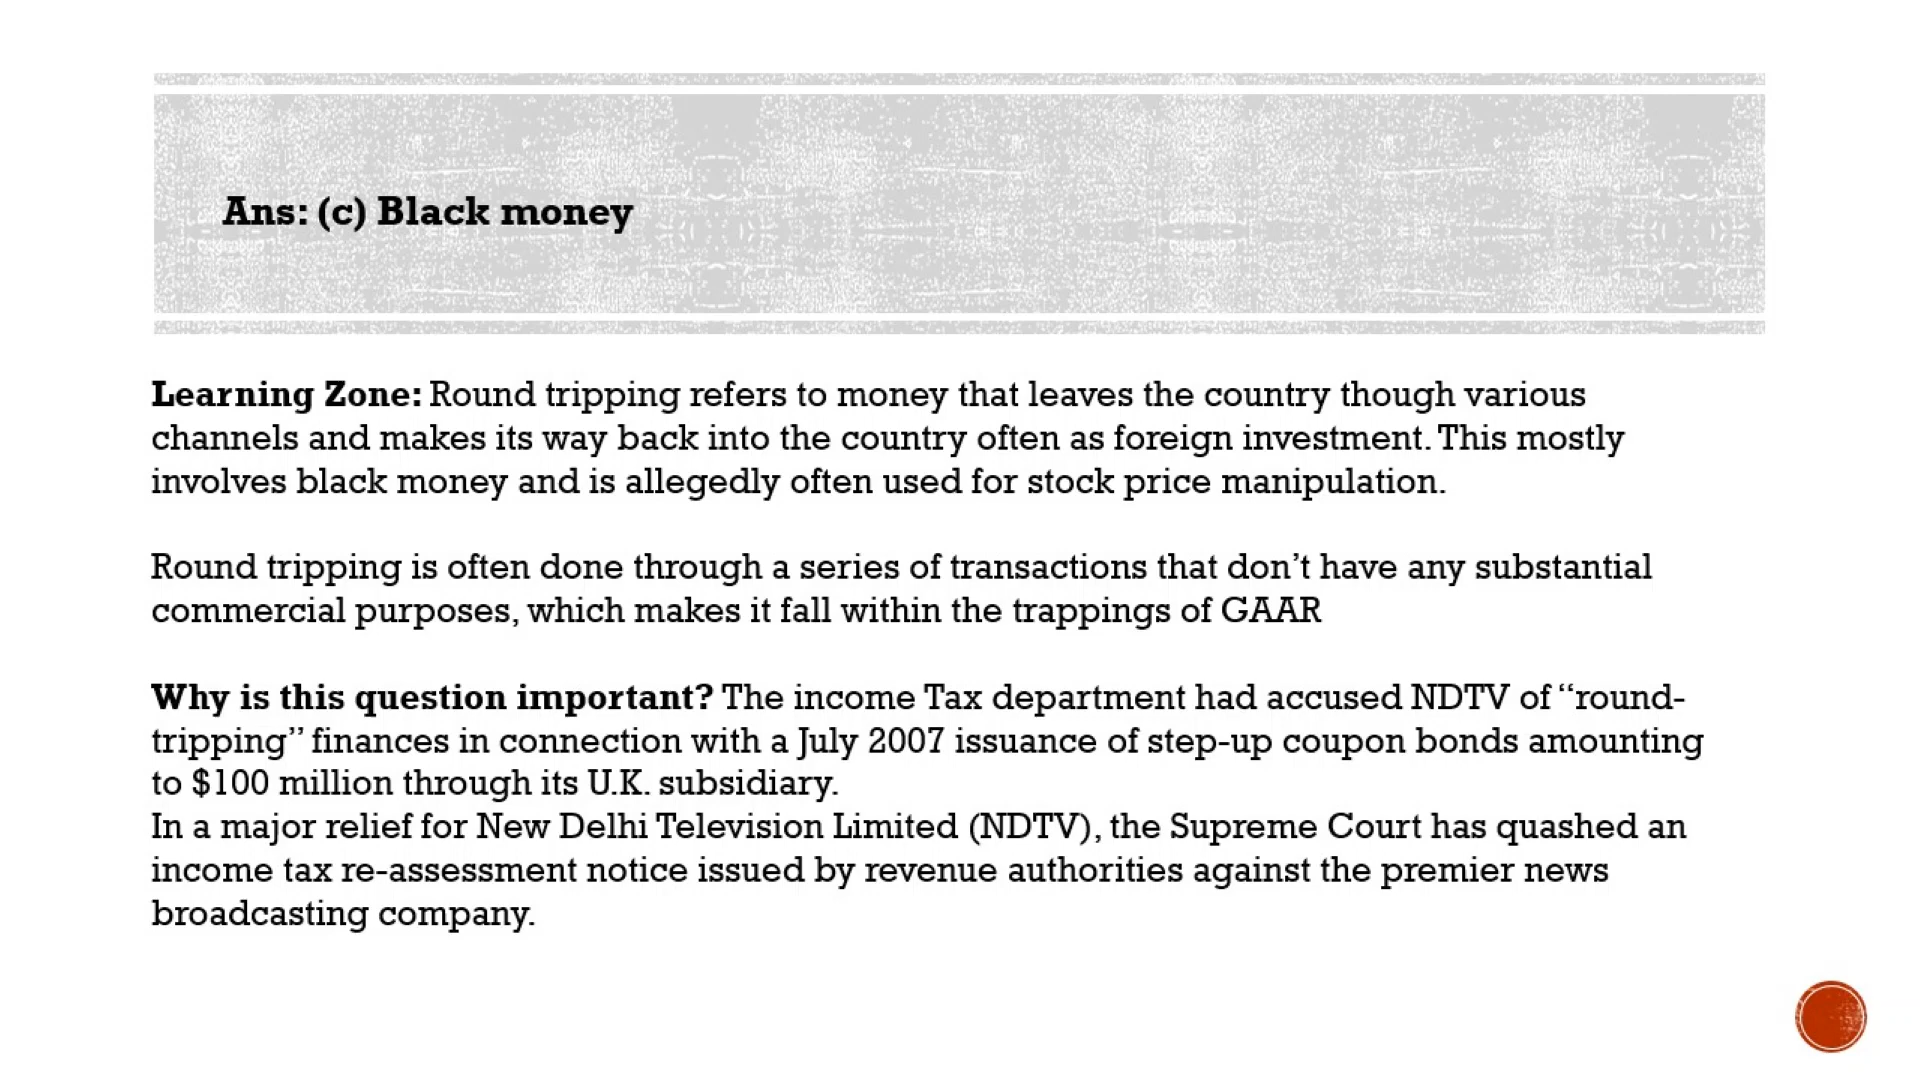 Ans: (c) Black money
Learning Zone: Round tripping refers to money that leaves the country though various
channels and makes its way back into the country often as foreign investment. This mostly
involves black money and is allegedly often used for stock price manipulation.
Round tripping is often done through a series of transactions that don’t have any substantial
commercial purposes, which makes it fall within the trappings of GAAR
Why is this question important? The income Tax department had accused NDTV of “round-
tripping” finances in connection with a July 2007 issuance of step-up coupon bonds amounting
to $100 million through its U.K. subsidiary.
In a major relief for New Delhi Television Limited (NDTV), the Supreme Court has quashed an
income tax re-assessment notice issued by revenue authorities against the premier news
broadcasting company.